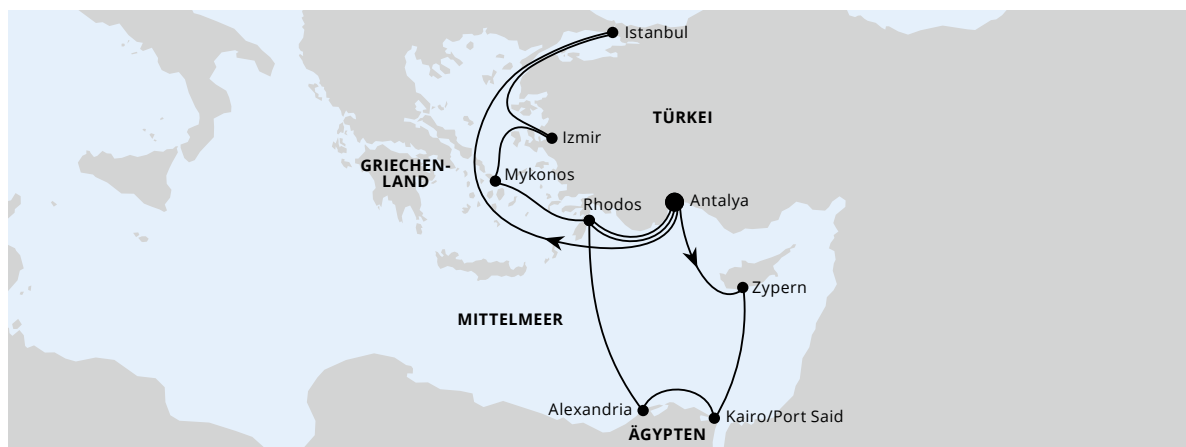 Istanbul
TÜRKEI
Izmir
GRIECHEN-
LAND
Mykonos
Rhodos
Antalya
Zypern
MITTELMEER
Alexandria
Kairo/Port Said
ÄGYPTEN